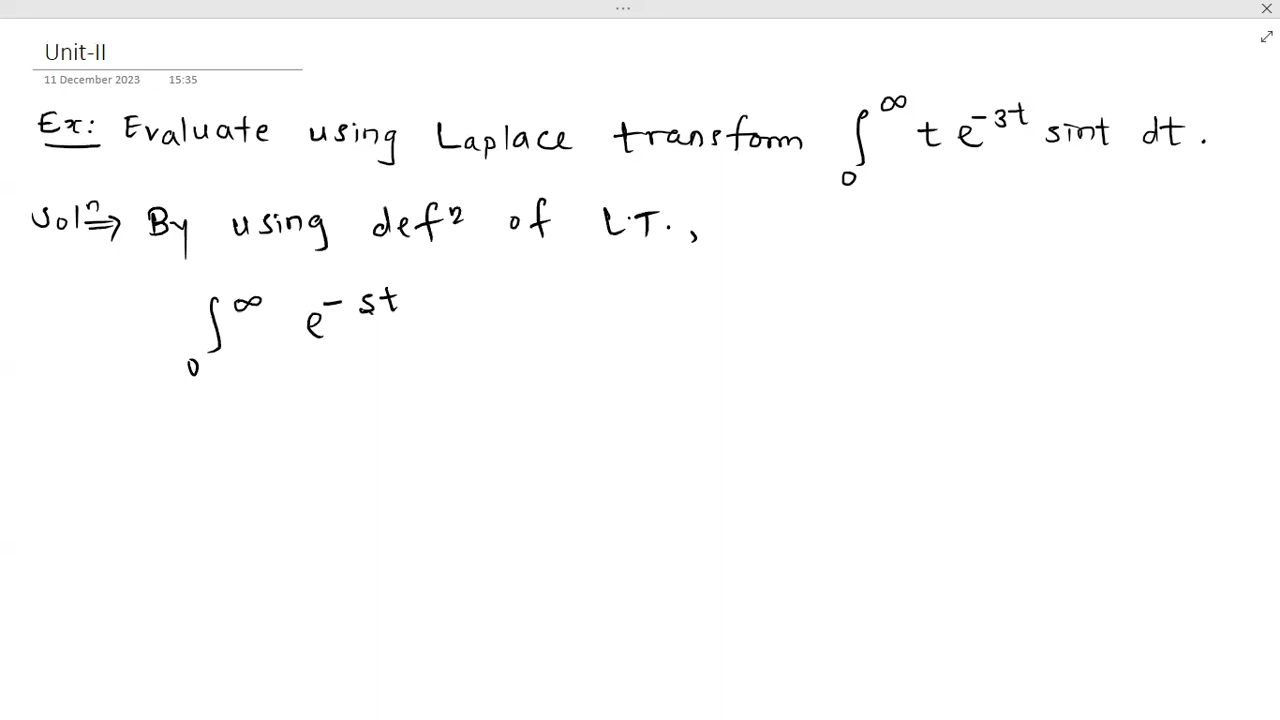 Unit-II
11 December 2023 15:35
Ex: Evaluate using Laplace transform ∫₀^∞ t e^{-3t} sint dt.
Solⁿ ⇒ By using defⁿ of L.T.,
∫₀^∞ e^{-st}